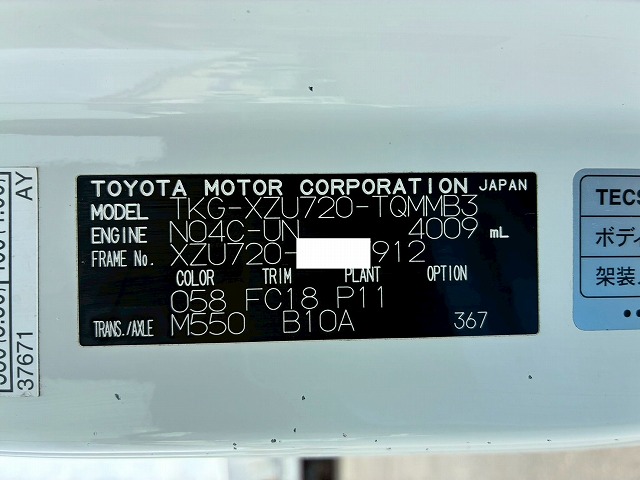 TOYOTA MOTOR CORPORATION JAPAN
MODEL TKG-XZU720-TQMMB3
ENGINE N04C-UN 4009 mL
FRAME No. XZU720- 912
COLOR TRIM PLANT OPTION
058 FC18 P11
TRANS./AXLE M550 B10A 367
AY
37671
TECS
ボディ
架装